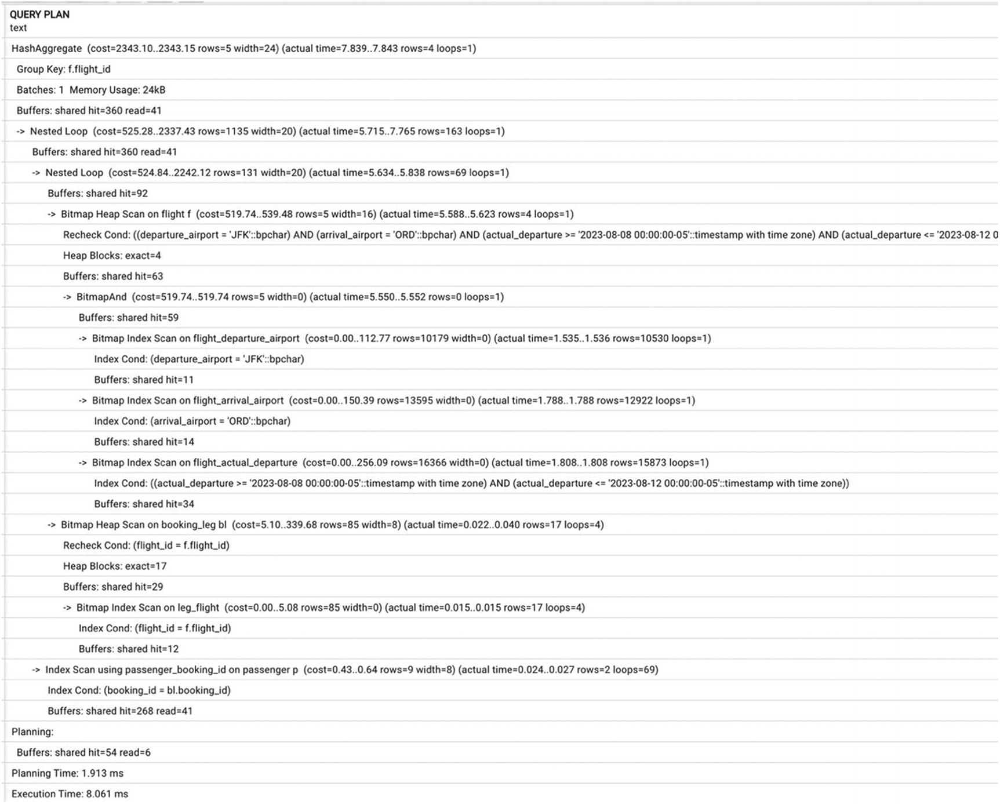 QUERY PLAN
text
HashAggregate (cost=2343.10..2343.15 rows=5 width=24) (actual time=7.839..7.843 rows=4 loops=1)
Group Key: f.flight_id
Batches: 1 Memory Usage: 24kB
Buffers: shared hit=360 read=41
-> Nested Loop (cost=525.28..2337.43 rows=1135 width=20) (actual time=5.715..7.765 rows=163 loops=1)
Buffers: shared hit=360 read=41
-> Nested Loop (cost=524.84..2242.12 rows=131 width=20) (actual time=5.634..5.838 rows=69 loops=1)
Buffers: shared hit=92
-> Bitmap Heap Scan on flight f (cost=519.74..539.48 rows=5 width=16) (actual time=5.588..5.623 rows=4 loops=1)
Recheck Cond: ((departure_airport = 'JFK'::bpchar) AND (arrival_airport = 'ORD'::bpchar) AND (actual_departure >= '2023-08-08 00:00:00-05'::timestamp with time zone) AND (actual_departure <= '2023-08-12 0
Heap Blocks: exact=4
Buffers: shared hit=63
-> BitmapAnd (cost=519.74..519.74 rows=5 width=0) (actual time=5.550..5.552 rows=0 loops=1)
Buffers: shared hit=59
-> Bitmap Index Scan on flight_departure_airport (cost=0.00..112.77 rows=10179 width=0) (actual time=1.535..1.536 rows=10530 loops=1)
Index Cond: (departure_airport = 'JFK'::bpchar)
Buffers: shared hit=11
-> Bitmap Index Scan on flight_arrival_airport (cost=0.00..150.39 rows=13595 width=0) (actual time=1.788..1.788 rows=12922 loops=1)
Index Cond: (arrival_airport = 'ORD'::bpchar)
Buffers: shared hit=14
-> Bitmap Index Scan on flight_actual_departure (cost=0.00..256.09 rows=16366 width=0) (actual time=1.808..1.808 rows=15873 loops=1)
Index Cond: ((actual_departure >= '2023-08-08 00:00:00-05'::timestamp with time zone) AND (actual_departure <= '2023-08-12 00:00:00-05'::timestamp with time zone))
Buffers: shared hit=34
-> Bitmap Heap Scan on booking_leg bl (cost=5.10..339.68 rows=85 width=8) (actual time=0.022..0.040 rows=17 loops=4)
Recheck Cond: (flight_id = f.flight_id)
Heap Blocks: exact=17
Buffers: shared hit=29
-> Bitmap Index Scan on leg_flight (cost=0.00..5.08 rows=85 width=0) (actual time=0.015..0.015 rows=17 loops=4)
Index Cond: (flight_id = f.flight_id)
Buffers: shared hit=12
-> Index Scan using passenger_booking_id on passenger p (cost=0.43..0.64 rows=9 width=8) (actual time=0.024..0.027 rows=2 loops=69)
Index Cond: (booking_id = bl.booking_id)
Buffers: shared hit=268 read=41
Planning:
Buffers: shared hit=54 read=6
Planning Time: 1.913 ms
Execution Time: 8.061 ms